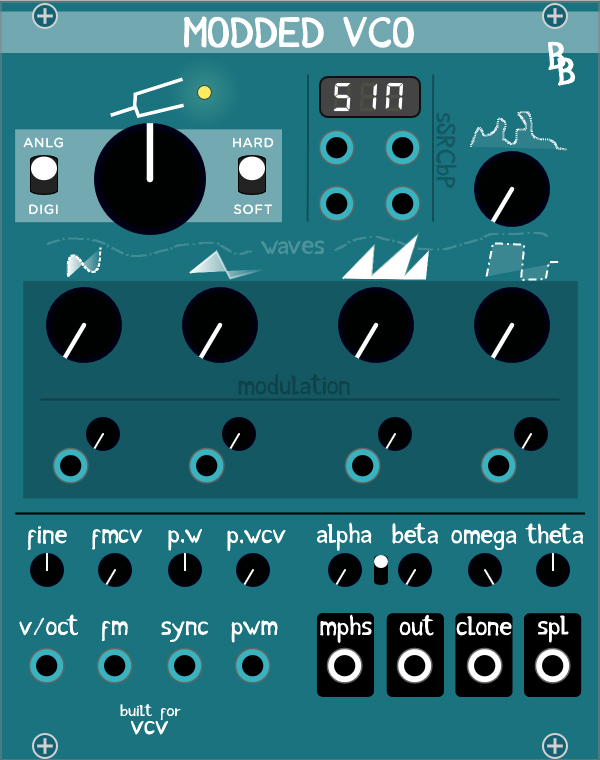 MODDED VCO
BB
ANLG
HARD
SIN
sSRCbP
DIGI
SOFT
waves
modulation
fine fmcv p.w p.wcv alpha beta omega theta
v/oct fm sync pwm mphs out clone spl
built for
VCV